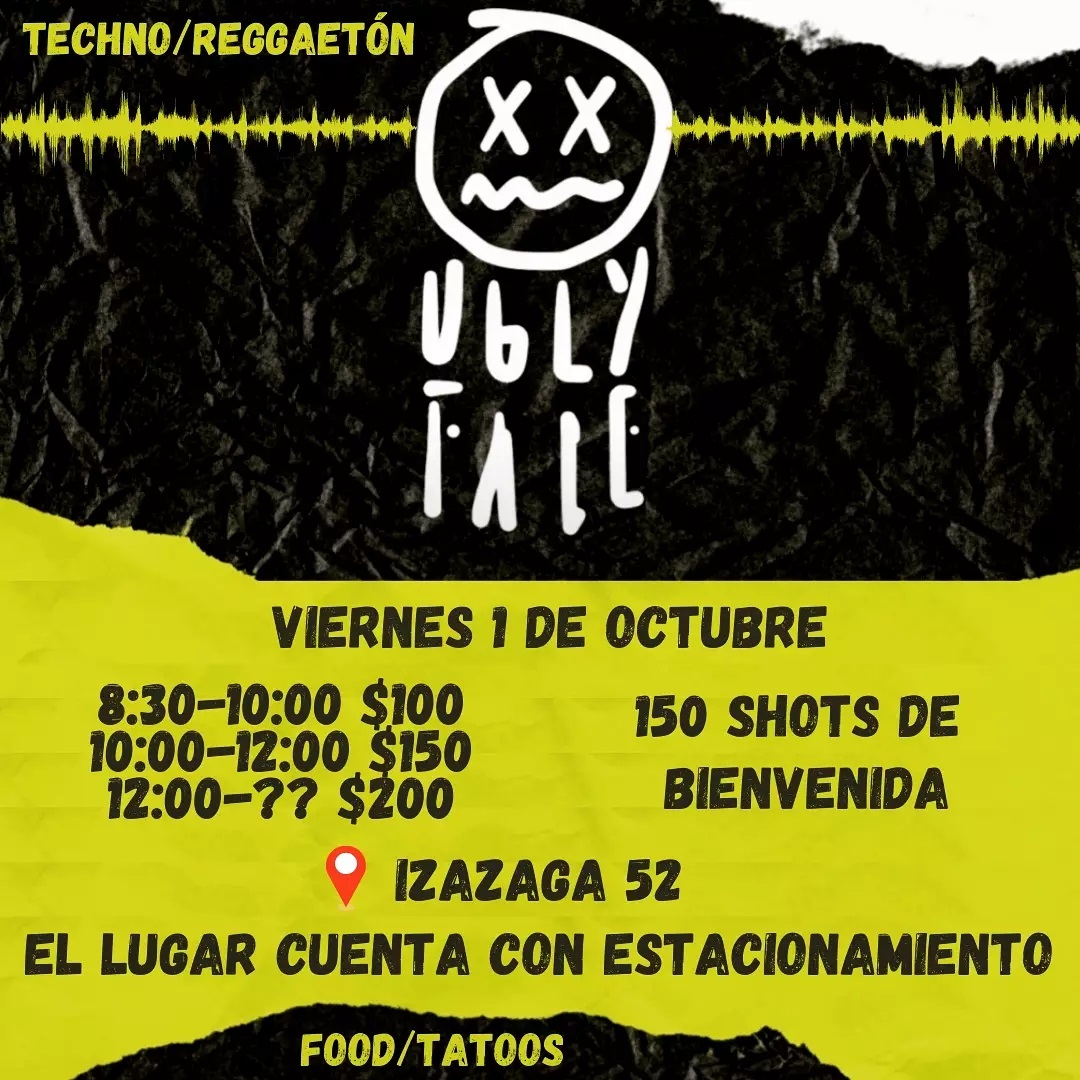 TECHNO/REGGAETÓN
UGLY
TALE
VIERNES 1 DE OCTUBRE
8:30-10:00 $100
10:00-12:00 $150
12:00-?? $200
150 SHOTS DE
BIENVENIDA
IZAZAGA 52
EL LUGAR CUENTA CON ESTACIONAMIENTO
FOOD/TATOOS